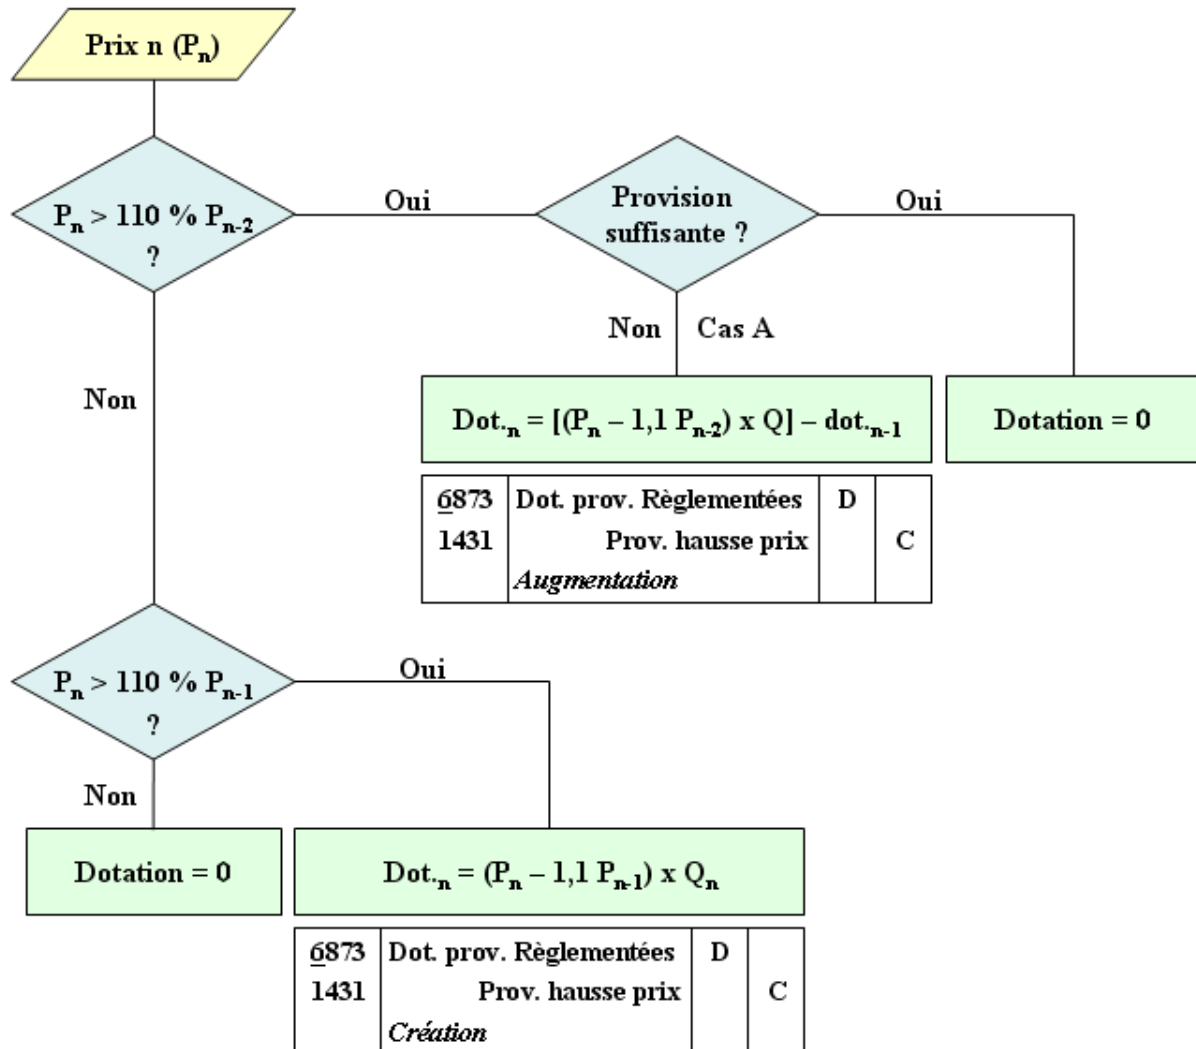 Prix n (Pn)
Pn > 110 % Pn-2
?
Oui
Provision
suffisante ?
Oui
Non
Cas A
Non
Dot.n = [(Pn – 1,1 Pn-2) x Q] – dot.n-1
Dotation = 0
6873 Dot. prov. Règlementées D
1431 Prov. hausse prix C
Augmentation
Pn > 110 % Pn-1
?
Oui
Non
Dotation = 0
Dot.n = (Pn – 1,1 Pn-1) x Qn
6873 Dot. prov. Règlementées D
1431 Prov. hausse prix C
Création